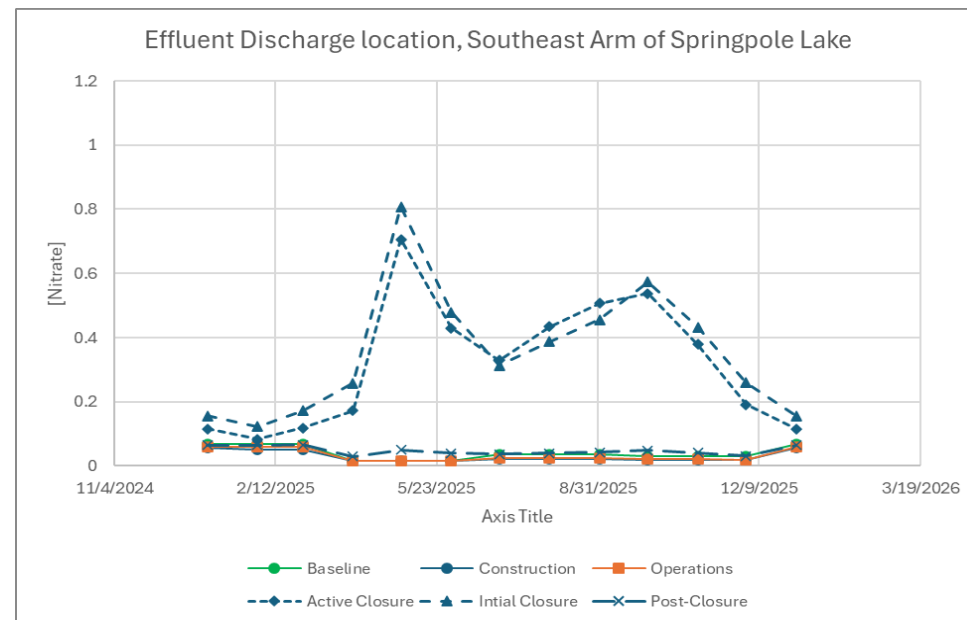 Effluent Discharge location, Southeast Arm of Springpole Lake
1.2
1
0.8
0.6
0.4
0.2
0
[Nitrate]
11/4/2024 2/12/2025 5/23/2025 8/31/2025 12/9/2025 3/19/2026
Axis Title
Baseline Construction Operations
Active Closure Intial Closure Post-Closure